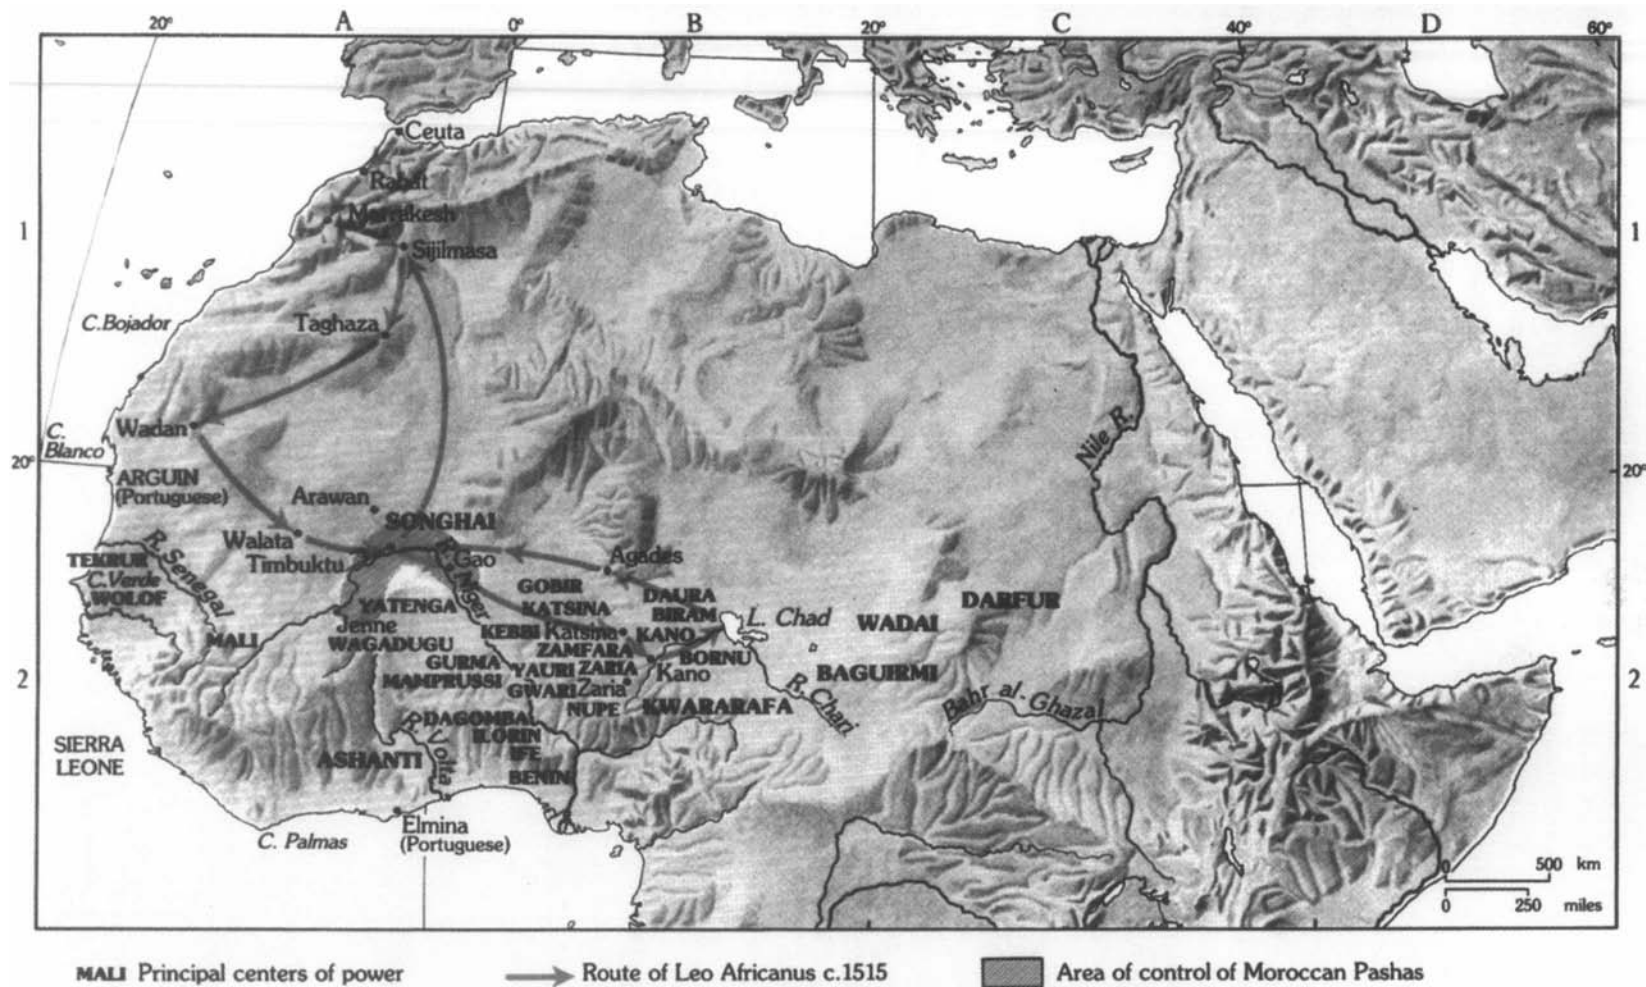 20° A 0° B 20° C 40° D 60°
Ceuta
Rabat
Marrakesh
1 Sijilmasa 1
Taghaza
C.Bojador
Wadan
C.
Blanco
Nile R.
20° 20°
ARGUIN
(Portuguese)
Arawan
SONGHAI
R. Senegal
Walata
Timbuktu
Gao
Agades
TEKRUR
C.Verde
WOLOF
Niger
GOBIR
DAURA
KATSINA
BIRAM
DARFUR
YATENGA
L. Chad
Jenne
KEBBI Katsina KANO
WADAI
MALI
WAGADUGU
ZAMFARA
BORNU
GURMA
YAURI ZARIA
Kano
BAGUIRMI
2 MAMPRUSSI 2
GWARI Zaria
R. Chari
Bahr al-Ghazal
NUPE
KWARARAFA
DAGOMBA
R. Volta
ILORIN
SIERRA
LEONE
ASHANTI
IFE
BENIN
Elmina
(Portuguese)
C. Palmas
0 500 km
0 250 miles
MALI Principal centers of power Route of Leo Africanus c.1515 Area of control of Moroccan Pashas